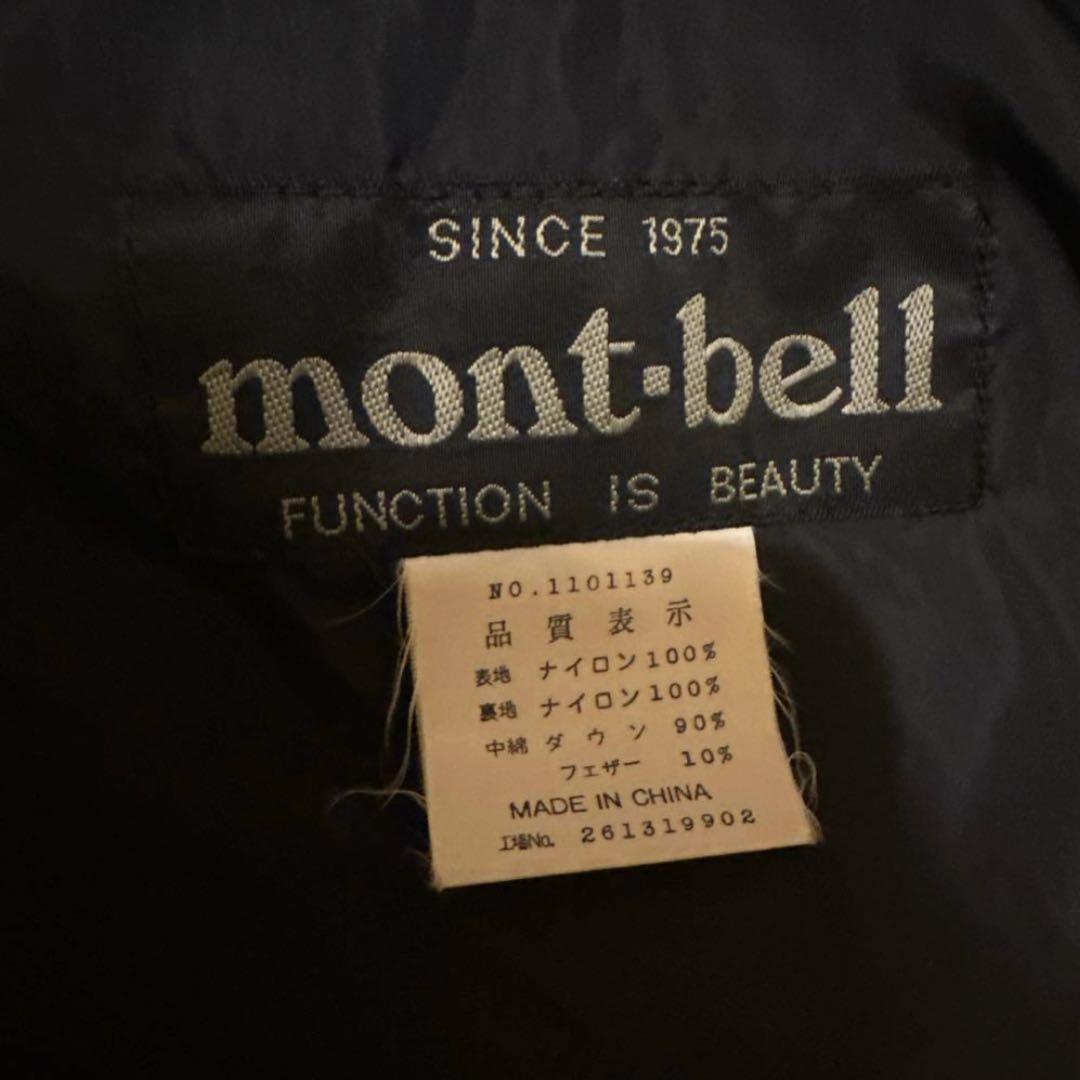 SINCE 1975
mont-bell
FUNCTION IS BEAUTY
NO.1101139
品質表示
表地 ナイロン100%
裏地 ナイロン100%
中綿 ダウン 90%
フェザー 10%
MADE IN CHINA
工場No. 261319902